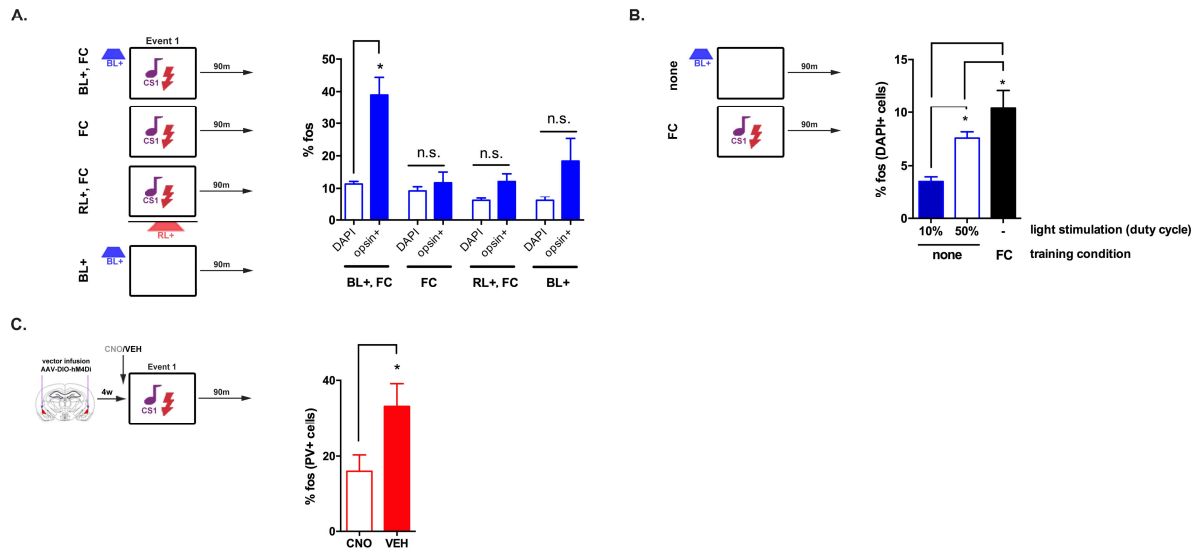 A.
Event 1
BL+, FC
BL+
CS1
90m
FC
CS1
90m
RL+, FC
CS1
90m
RL+
BL+
BL+
90m
% fos
50
40
30
20
10
0
*
n.s.
n.s.
n.s.
DAPI opsin+ DAPI opsin+ DAPI opsin+ DAPI opsin+
BL+, FC FC RL+, FC BL+
B.
none
BL+
90m
FC
CS1
90m
% fos (DAPI+ cells)
15
10
5
0
*
*
10% 50% - light stimulation (duty cycle)
none FC training condition
C.
CNO/VEH
vector infusion
AAV-DIO-hM4Di
4w
Event 1
CS1
90m
% fos (PV+ cells)
40
20
0
*
CNO VEH